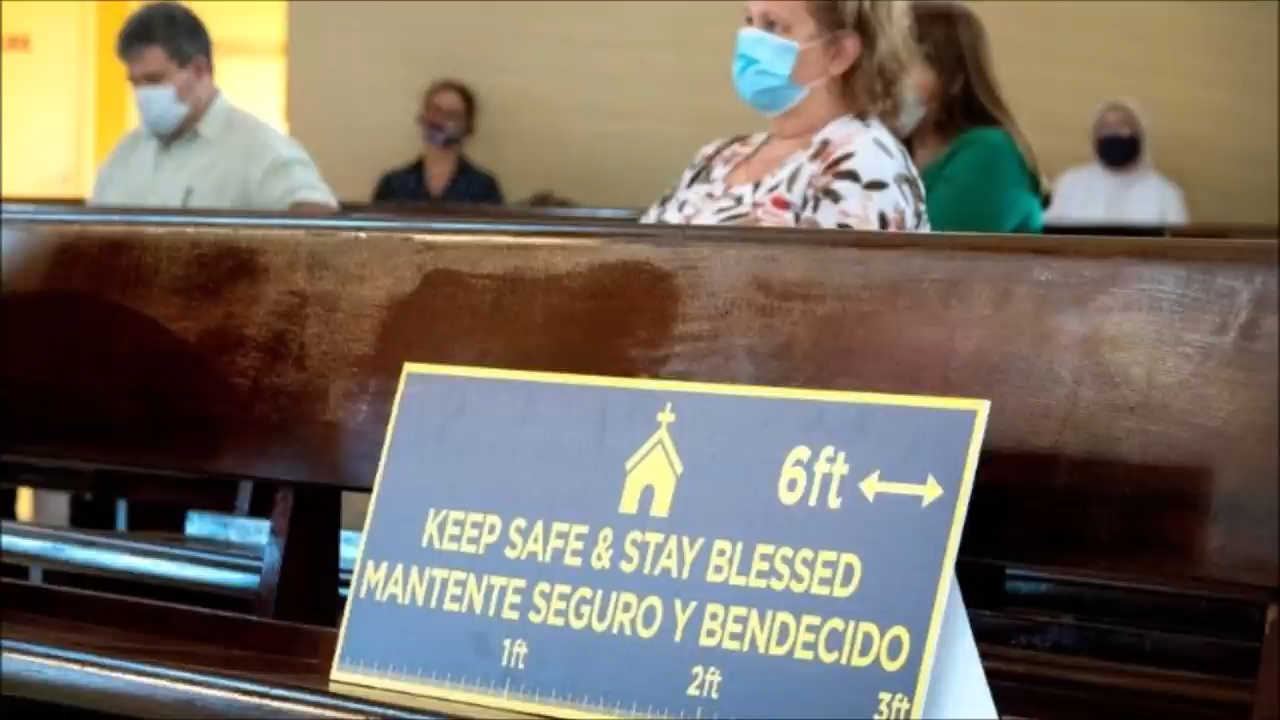 6ft
KEEP SAFE & STAY BLESSED
MANTENTE SEGURO Y BENDECIDO
1ft
2ft
3ft